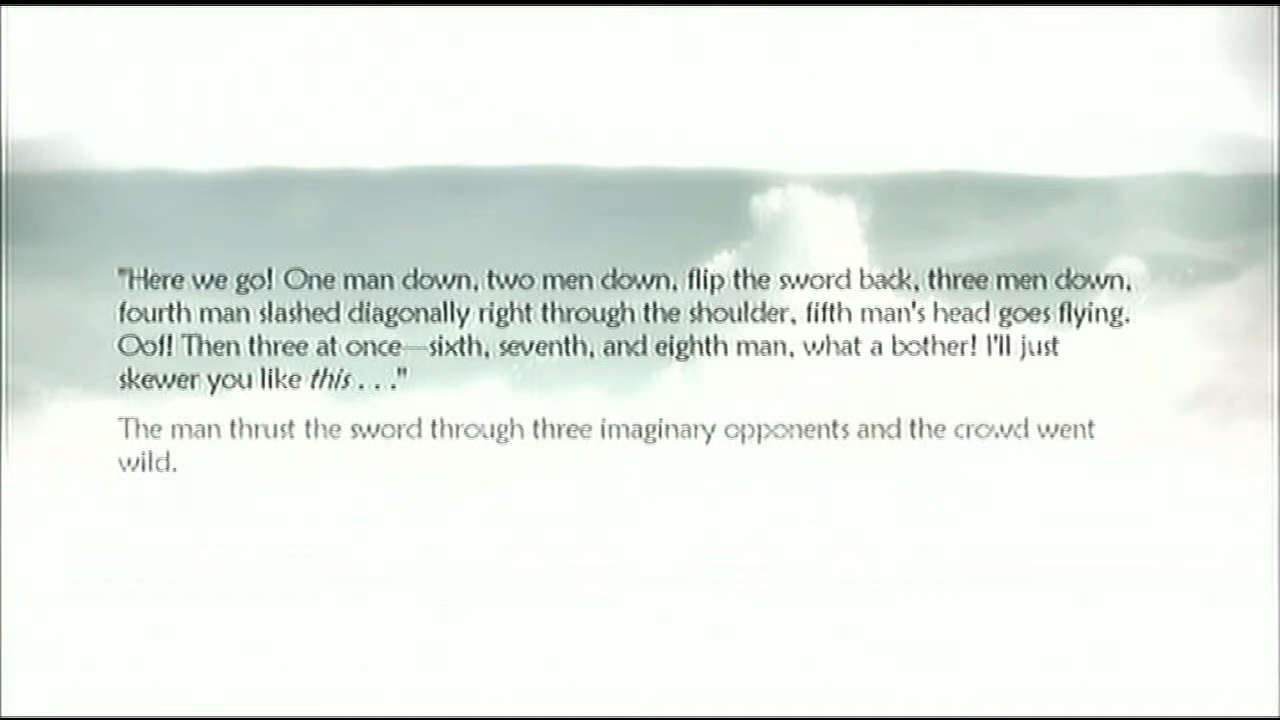 "Here we go! One man down, two men down, flip the sword back, three men down,
fourth man slashed diagonally right through the shoulder, fifth man's head goes flying.
Oof! Then three at once—sixth, seventh, and eighth man, what a bother! I'll just
skewer you like this . . ."
The man thrust the sword through three imaginary opponents and the crowd went
wild.